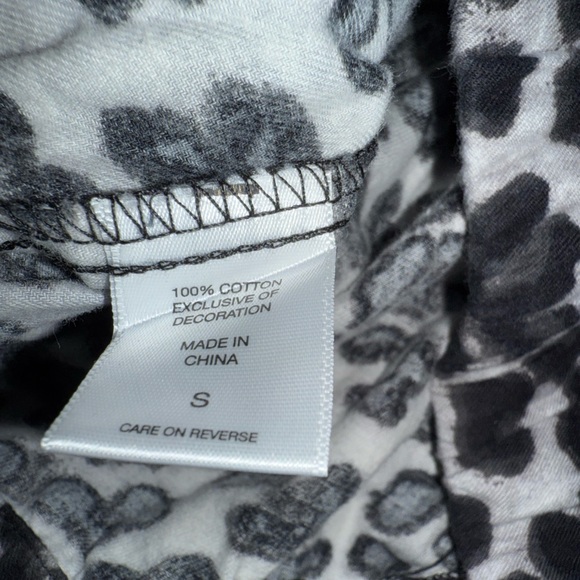 100% COTTON
EXCLUSIVE OF
DECORATION
MADE IN
CHINA
S
CARE ON REVERSE